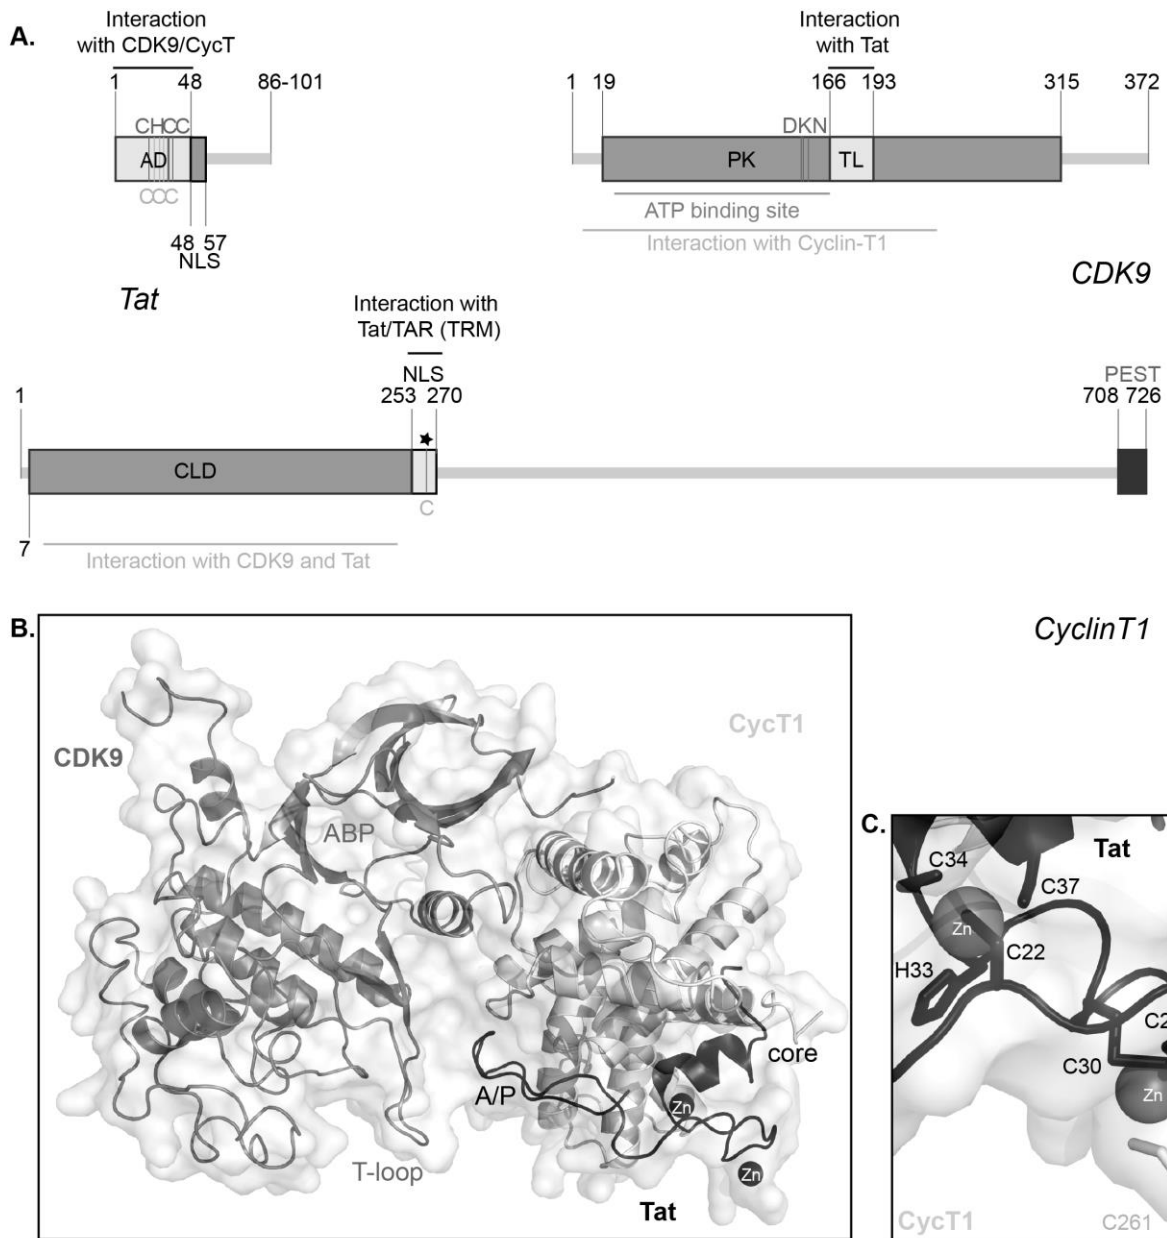 A.
Interaction
with CDK9/CycT
1 48 86-101
CHCC
AD
CCC
48 57
NLS
Tat
Interaction
with Tat
1 19 166 193 315 372
DKN
PK TL
ATP binding site
Interaction with Cyclin-T1
CDK9
Interaction with
Tat/TAR (TRM)
NLS
1 253 270
PEST
708 726
CLD
C
7
Interaction with CDK9 and Tat
CyclinT1
B.
CDK9
CycT1
ABP
core
A/P
Zn
T-loop
Zn
Tat
C.
Tat
C34
C37
Zn
C22
H33
C30
Zn
CycT1
C261